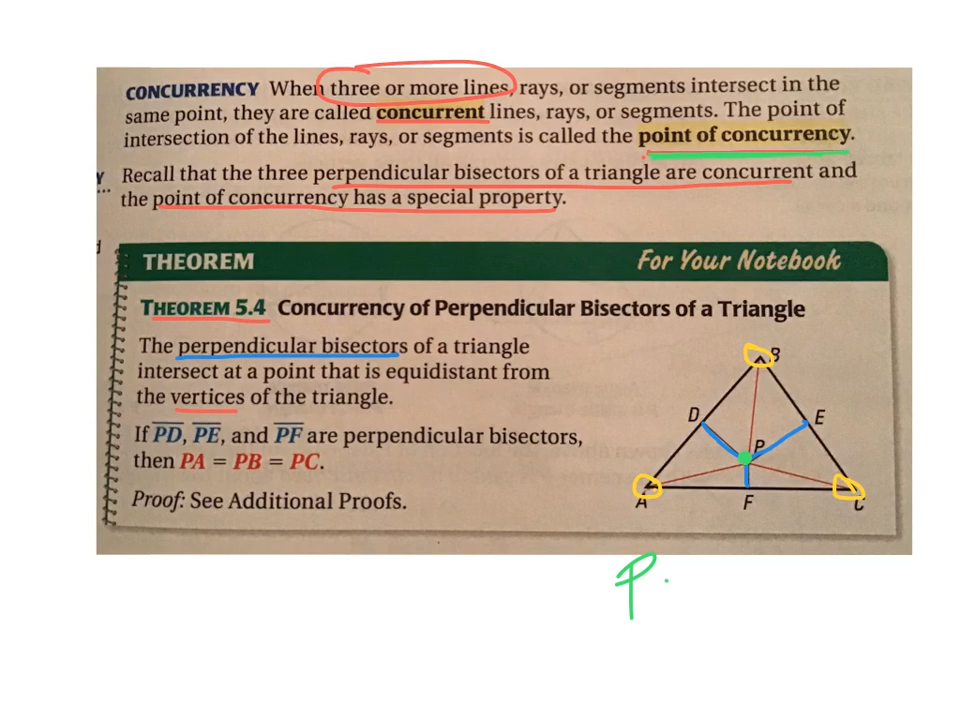 CONCURRENCY When three or more lines, rays, or segments intersect in the
same point, they are called concurrent lines, rays, or segments. The point of
intersection of the lines, rays, or segments is called the point of concurrency.
Y Recall that the three perpendicular bisectors of a triangle are concurrent and
the point of concurrency has a special property.
THEOREM For Your Notebook
THEOREM 5.4 Concurrency of Perpendicular Bisectors of a Triangle
The perpendicular bisectors of a triangle
intersect at a point that is equidistant from
the vertices of the triangle.
If PD, PE, and PF are perpendicular bisectors,
then PA = PB = PC.
Proof: See Additional Proofs.
B
D E
P
A F C
P.